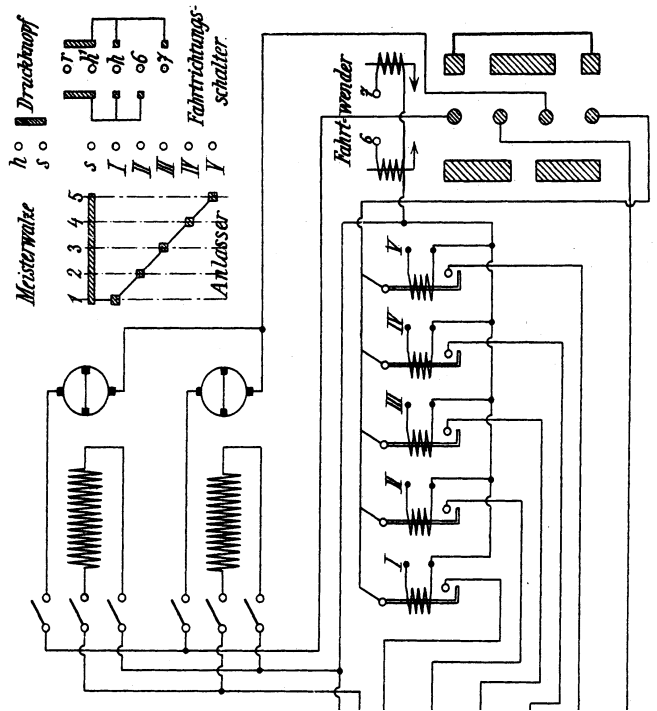 Meisterwalze
h
s
Druckknopf
1 2 3 4 5
Anlasser
s
I
II
III
IV
V
r
h'
h
6
7
Fahrtrichtungs-
schalter.
Fahrt-wender
6
7
V
IV
III
II
I